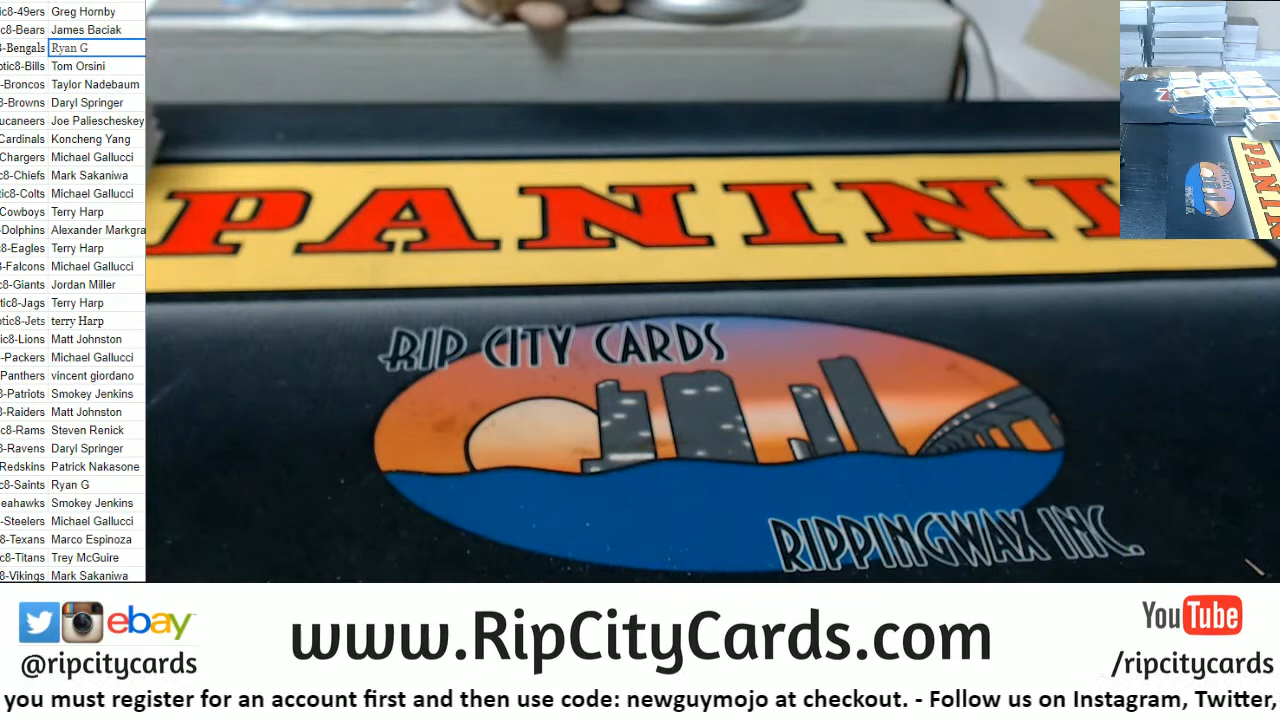 ic8-49ers Greg Hornby
ic8-Bears James Baciak
8-Bengals Ryan G
otic8-Bills Tom Orsini
-Broncos Taylor Nadebaum
8-Browns Daryl Springer
ucaneers Joe Paliescheskey
Cardinals Koncheng Yang
Chargers Michael Gallucci
c8-Chiefs Mark Sakaniwa
tic8-Colts Michael Gallucci
Cowboys Terry Harp
-Dolphins Alexander Markgra
c8-Eagles Terry Harp
8-Falcons Michael Gallucci
c8-Giants Jordan Miller
tic8-Jags Terry Harp
otic8-Jets terry Harp
ic8-Lions Matt Johnston
-Packers Michael Gallucci
Panthers vincent giordano
8-Patriots Smokey Jenkins
8-Raiders Matt Johnston
c8-Rams Steven Renick
8-Ravens Daryl Springer
Redskins Patrick Nakasone
c8-Saints Ryan G
eahawks Smokey Jenkins
-Steelers Michael Gallucci
8-Texans Marco Espinoza
c8-Titans Trey McGuire
8-Vikings Mark Sakaniwa
PANINI
RIP CITY CARDS
RIPPINGWAX INC.
PANINI
ebay
@ripcitycards
www.RipCityCards.com
YouTube
/ripcitycards
you must register for an account first and then use code: newguymojo at checkout. - Follow us on Instagram, Twitter,